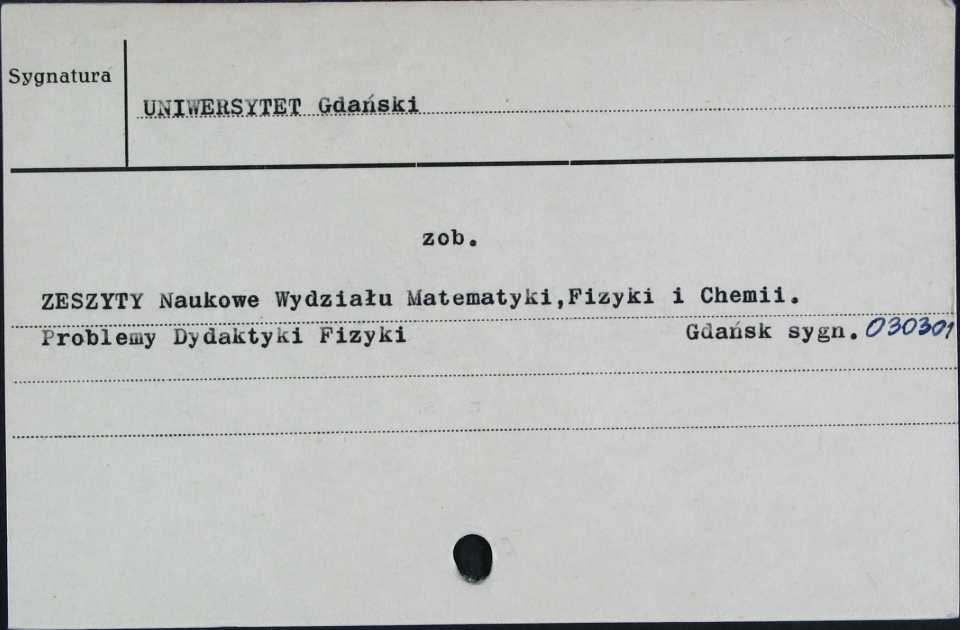 Sygnatura
UNIWERSYTET Gdański
zob.
ZESZYTY Naukowe Wydziału Matematyki,Fizyki i Chemii.
Problemy Dydaktyki Fizyki Gdańsk sygn. 030301